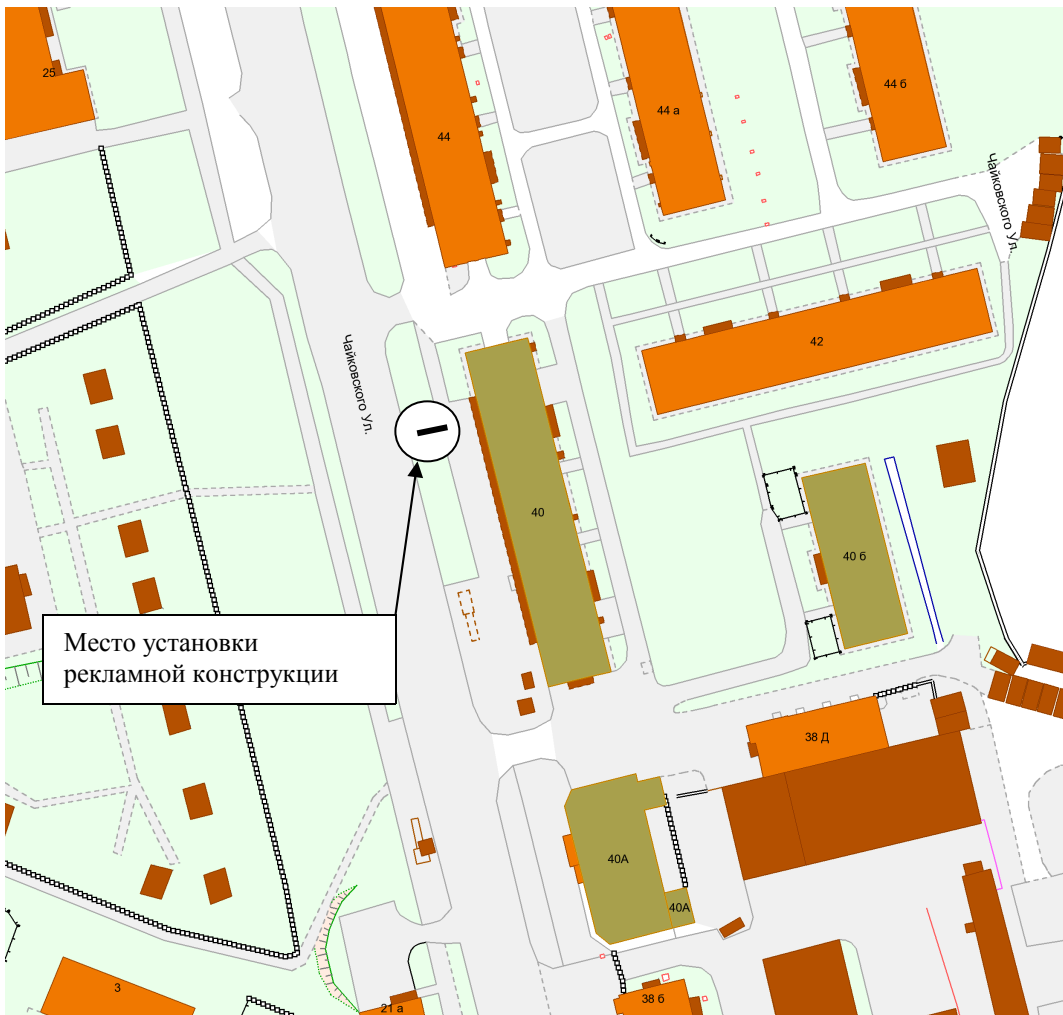 25
44
44 а
44 б
Чайковского Ул.
42
Чайковского Ул.
40
40 б
Место установки
рекламной конструкции
38 Д
40А
40А
3
21 а
38 б